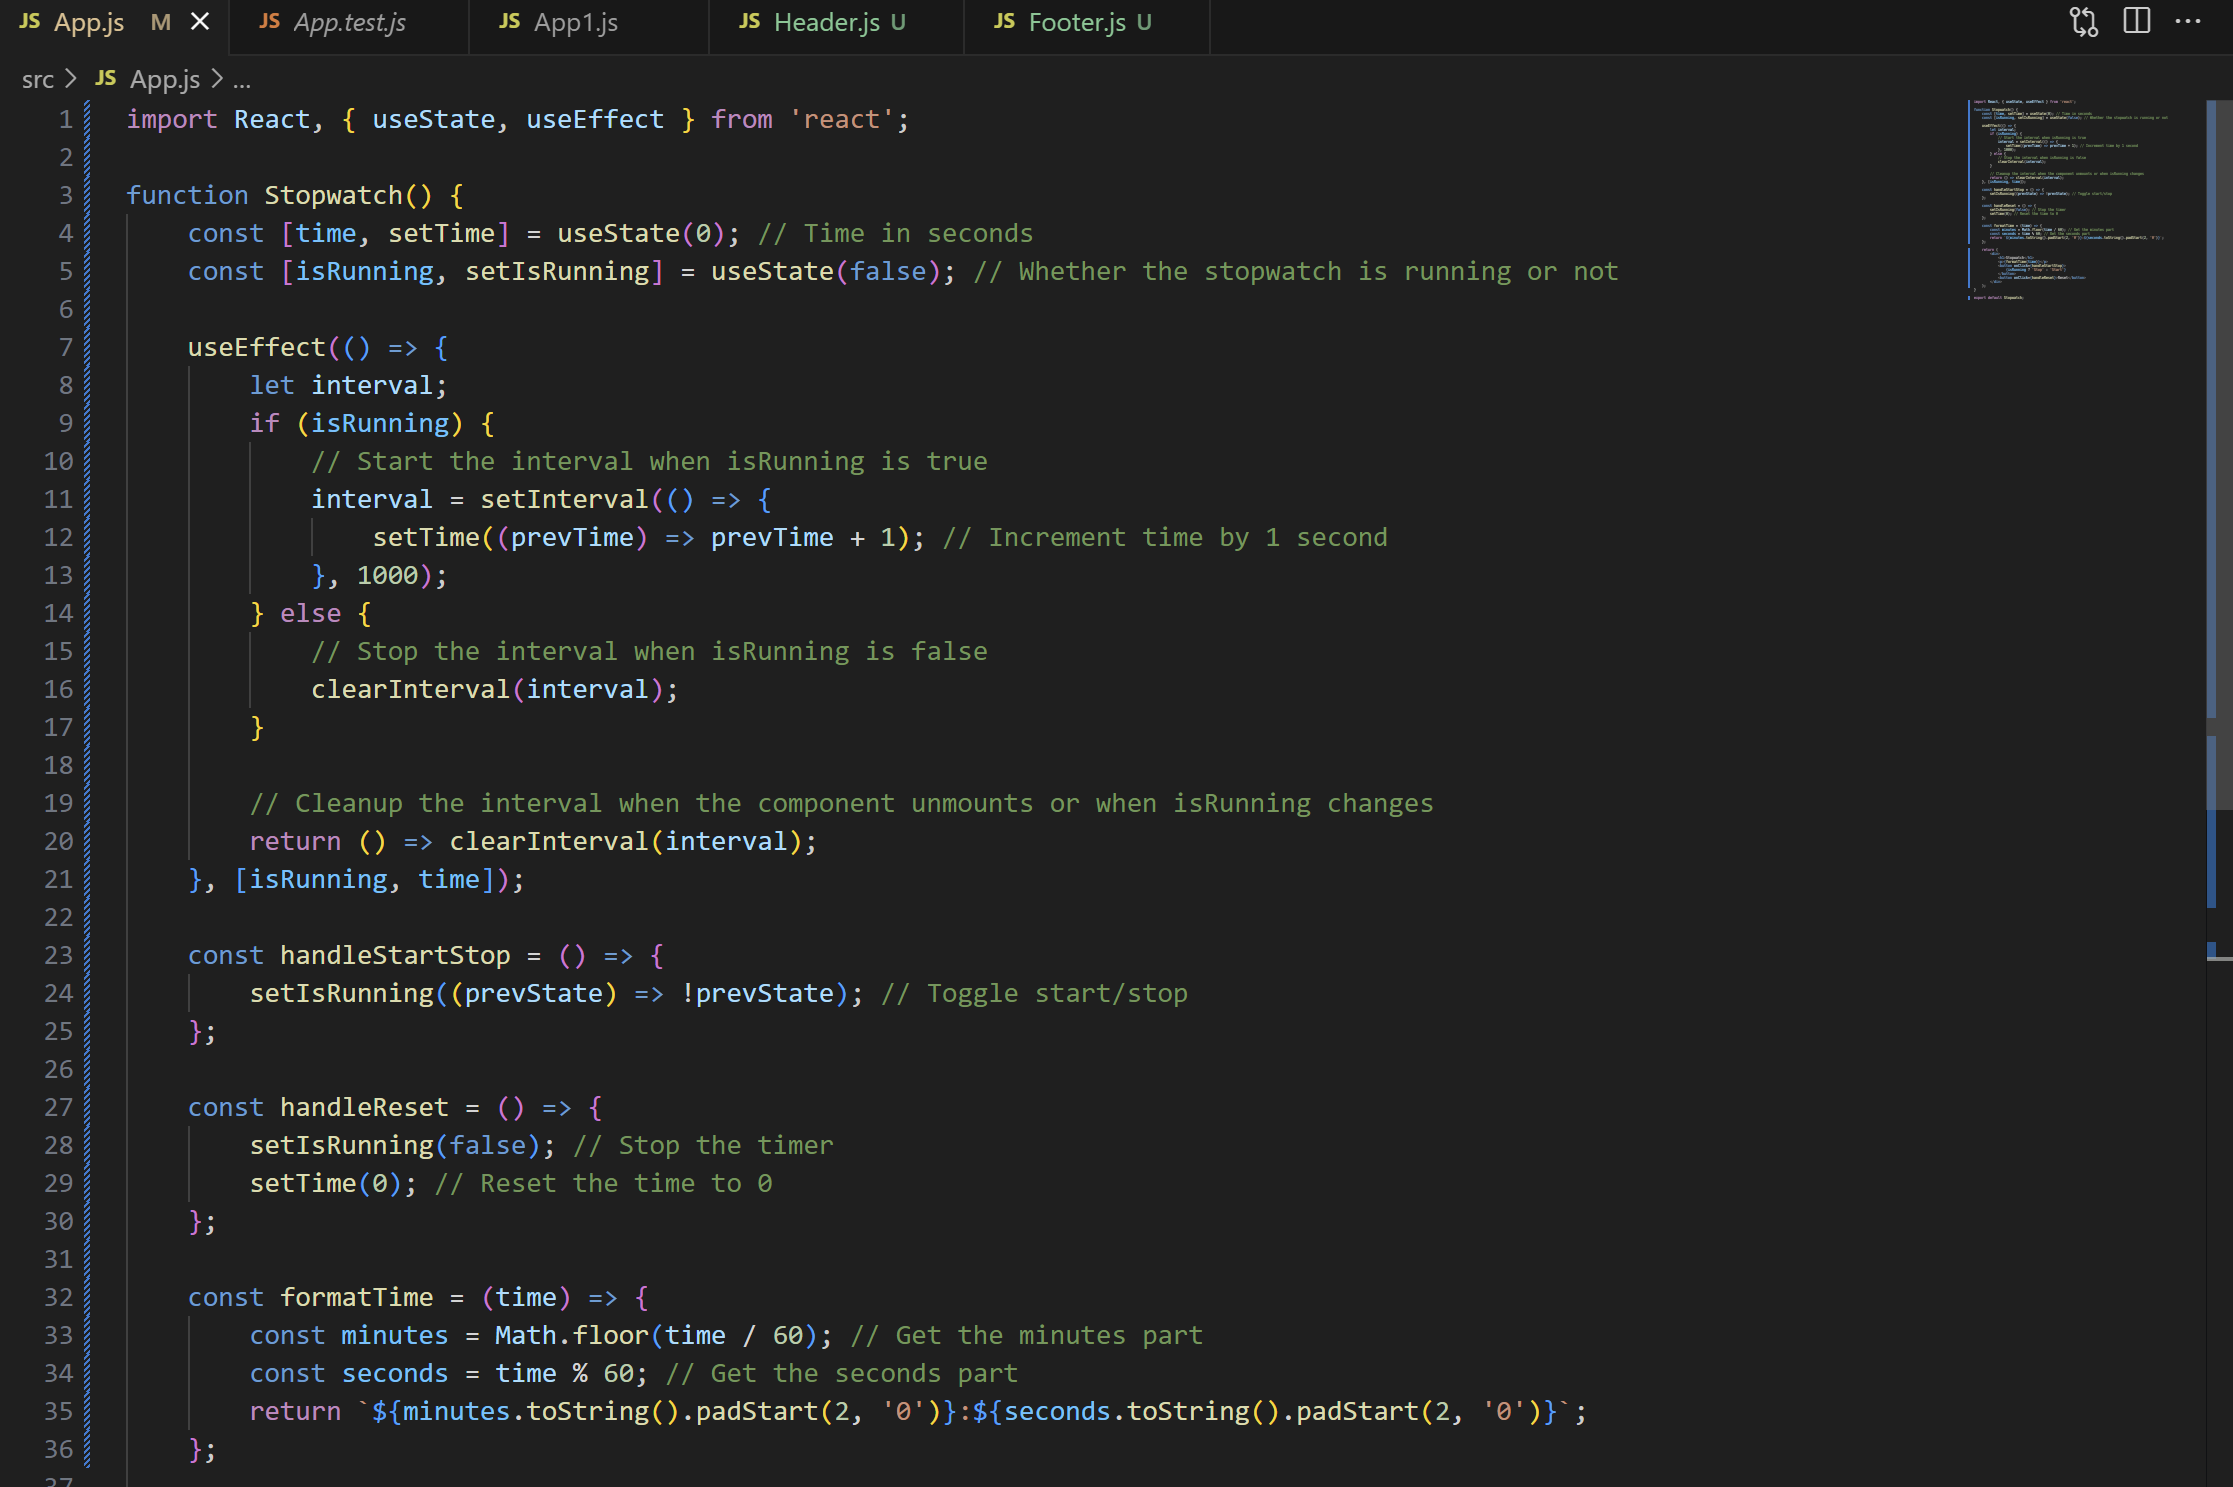 JS App.js M JS App.test.js JS App1.js JS Header.js U JS Footer.js U
src > JS App.js > ...
1 import React, { useState, useEffect } from 'react';
2
3 function Stopwatch() {
4     const [time, setTime] = useState(0); // Time in seconds
5     const [isRunning, setIsRunning] = useState(false); // Whether the stopwatch is running or not
6
7     useEffect(() => {
8         let interval;
9         if (isRunning) {
10             // Start the interval when isRunning is true
11             interval = setInterval(() => {
12                 setTime((prevTime) => prevTime + 1); // Increment time by 1 second
13             }, 1000);
14         } else {
15             // Stop the interval when isRunning is false
16             clearInterval(interval);
17         }
18
19         // Cleanup the interval when the component unmounts or when isRunning changes
20         return () => clearInterval(interval);
21     }, [isRunning, time]);
22
23     const handleStartStop = () => {
24         setIsRunning((prevState) => !prevState); // Toggle start/stop
25     };
26
27     const handleReset = () => {
28         setIsRunning(false); // Stop the timer
29         setTime(0); // Reset the time to 0
30     };
31
32     const formatTime = (time) => {
33         const minutes = Math.floor(time / 60); // Get the minutes part
34         const seconds = time % 60; // Get the seconds part
35         return `${minutes.toString().padStart(2, '0')}:${seconds.toString().padStart(2, '0')}`;
36     };
37